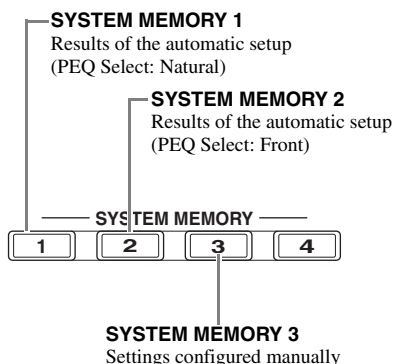 SYSTEM MEMORY 1
Results of the automatic setup
(PEQ Select: Natural)
SYSTEM MEMORY 2
Results of the automatic setup
(PEQ Select: Front)
SYSTEM MEMORY
1 2 3 4
SYSTEM MEMORY 3
Settings configured manually